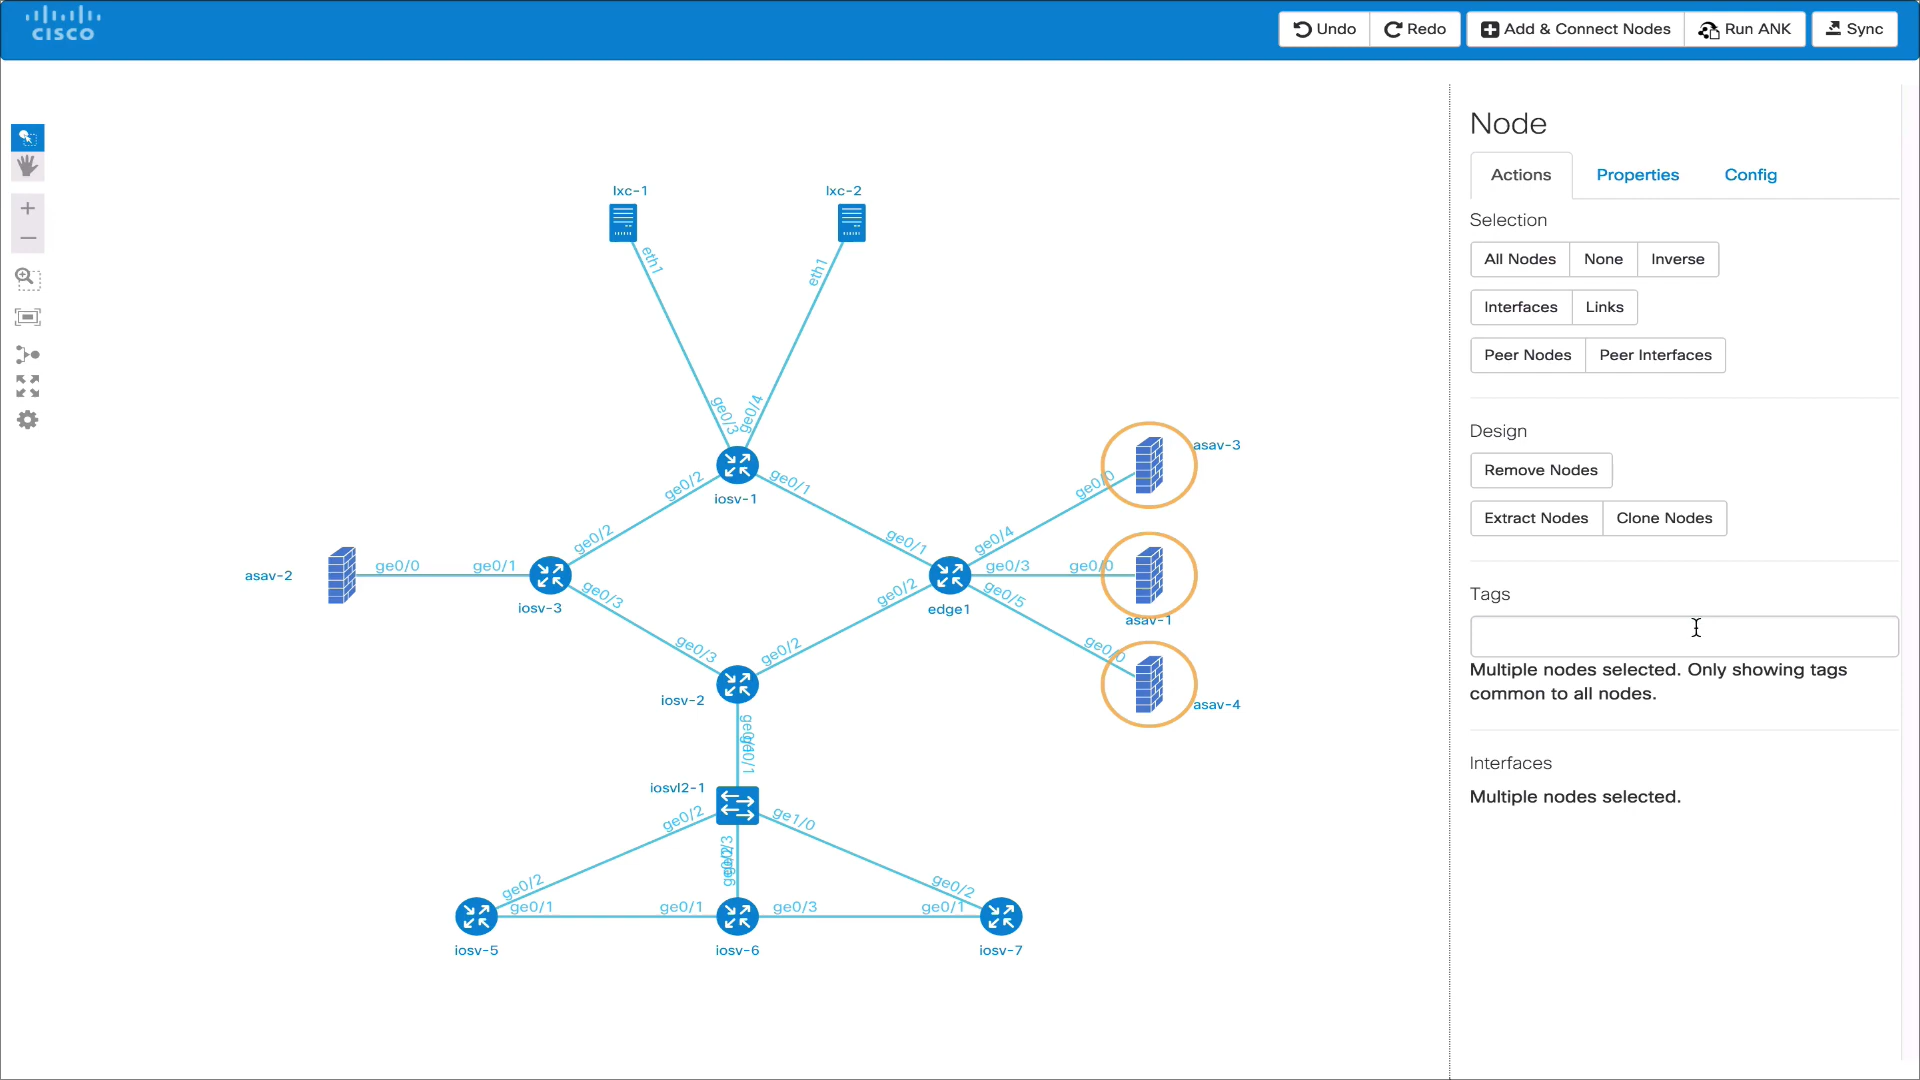 CISCO
Undo
Redo
Add & Connect Nodes
Run ANK
Sync
Node
Actions
Properties
Config
Selection
All Nodes
None
Inverse
Interfaces
Links
Peer Nodes
Peer Interfaces
Design
Remove Nodes
Extract Nodes
Clone Nodes
Tags
Multiple nodes selected. Only showing tags
common to all nodes.
Interfaces
Multiple nodes selected.
lxc-1
lxc-2
eth1
eth1
ge0/3
ge0/4
iosv-1
ge0/2
ge0/1
ge0/2
ge0/1
asav-3
ge0/0
ge0/4
asav-2
ge0/0
ge0/1
iosv-3
edge1
ge0/3
ge0/0
asav-1
ge0/3
ge0/2
ge0/5
ge0/0
ge0/3
ge0/2
iosv-2
asav-4
ge0/1
iosvl2-1
ge0/2
ge1/0
ge0/2
ge0/2
ge0/1
ge0/1
ge0/3
ge0/1
iosv-5
iosv-6
iosv-7